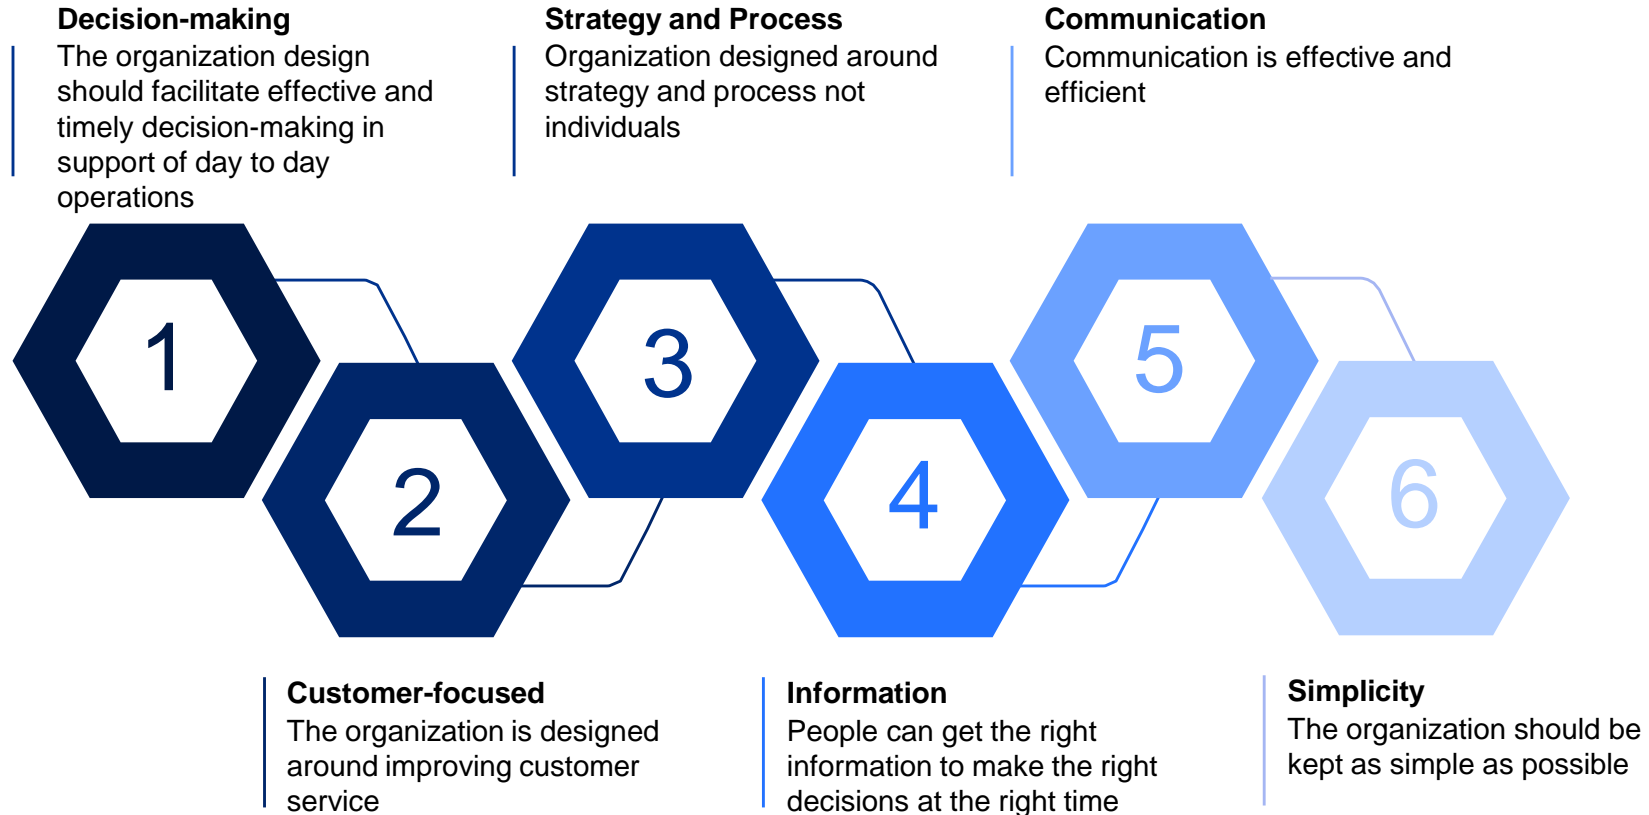 Decision-making
The organization design
should facilitate effective and
timely decision-making in
support of day to day
operations
Strategy and Process
Organization designed around
strategy and process not
individuals
Communication
Communication is effective and
efficient
1
2
3
4
5
6
Customer-focused
The organization is designed
around improving customer
service
Information
People can get the right
information to make the right
decisions at the right time
Simplicity
The organization should be
kept as simple as possible